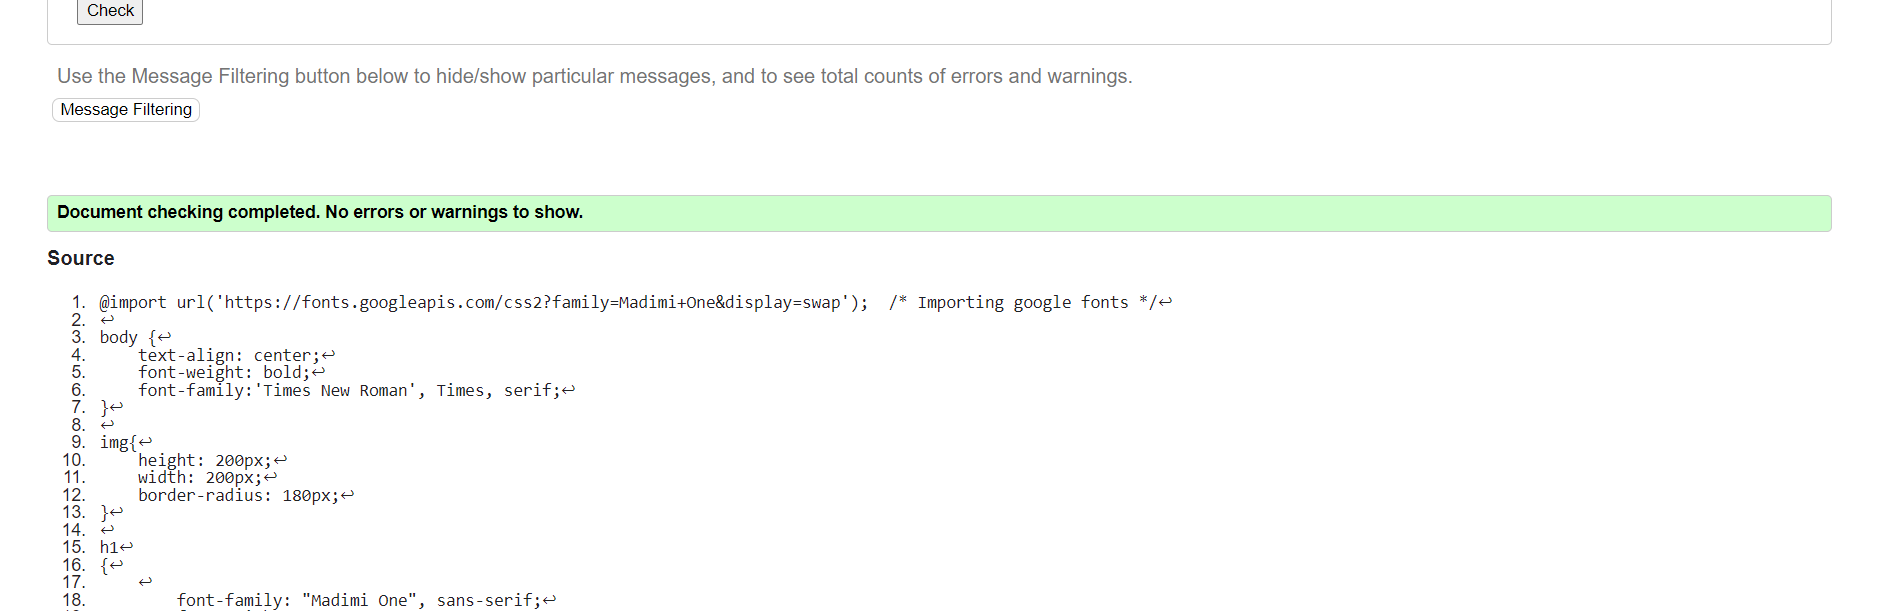 Check
Use the Message Filtering button below to hide/show particular messages, and to see total counts of errors and warnings.
Message Filtering
Document checking completed. No errors or warnings to show.
Source
1. @import url('https://fonts.googleapis.com/css2?family=Madimi+One&display=swap');  /* Importing google fonts */↩
2. ↩
3. body {↩
4.     text-align: center;↩
5.     font-weight: bold;↩
6.     font-family:'Times New Roman', Times, serif;↩
7. }↩
8. ↩
9. img{↩
10.     height: 200px;↩
11.     width: 200px;↩
12.     border-radius: 180px;↩
13. }↩
14. ↩
15. h1↩
16. {↩
17.     ↩
18.         font-family: "Madimi One", sans-serif;↩